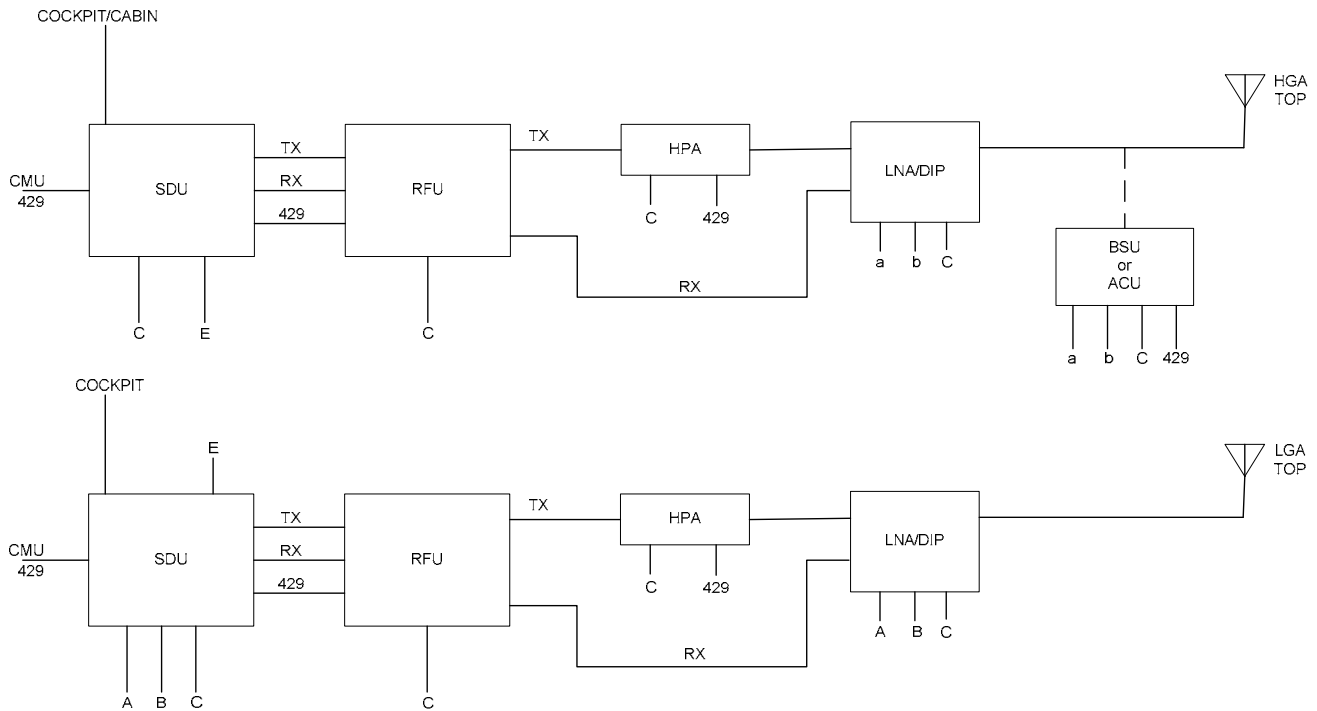 COCKPIT/CABIN
HGA
TOP
TX
TX
HPA
LNA/DIP
CMU
429
SDU
RX
RFU
429
C
429
a
b
C
BSU
or
ACU
RX
C
E
C
a
b
C
429
COCKPIT
E
LGA
TOP
TX
TX
HPA
LNA/DIP
CMU
429
SDU
RX
RFU
429
C
429
A
B
C
RX
A
B
C
C